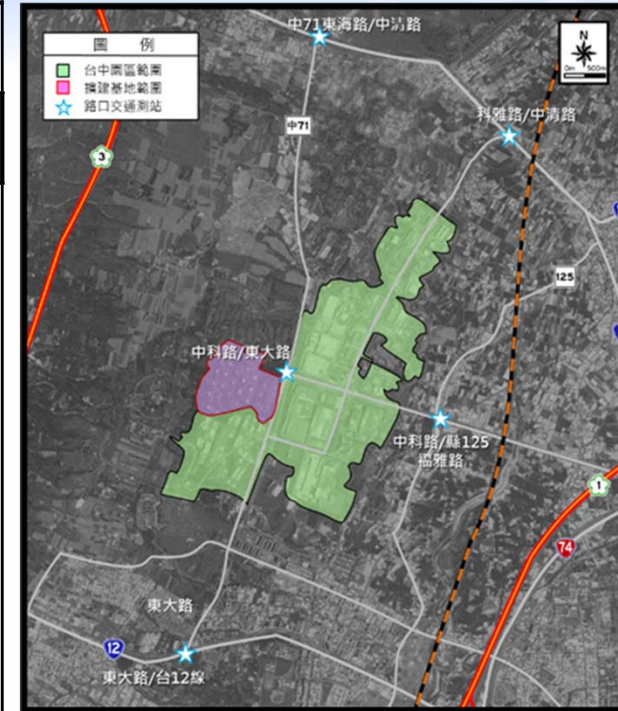 圖 例
台中園區範圍
擴建基地範圍
路口交通測站
中71東海路/中清路
N
0m 500m
科雅路/中清路
中71
3
125
中科路/東大路
中科路/縣125
福雅路
1
74
東大路
12
東大路/台12線